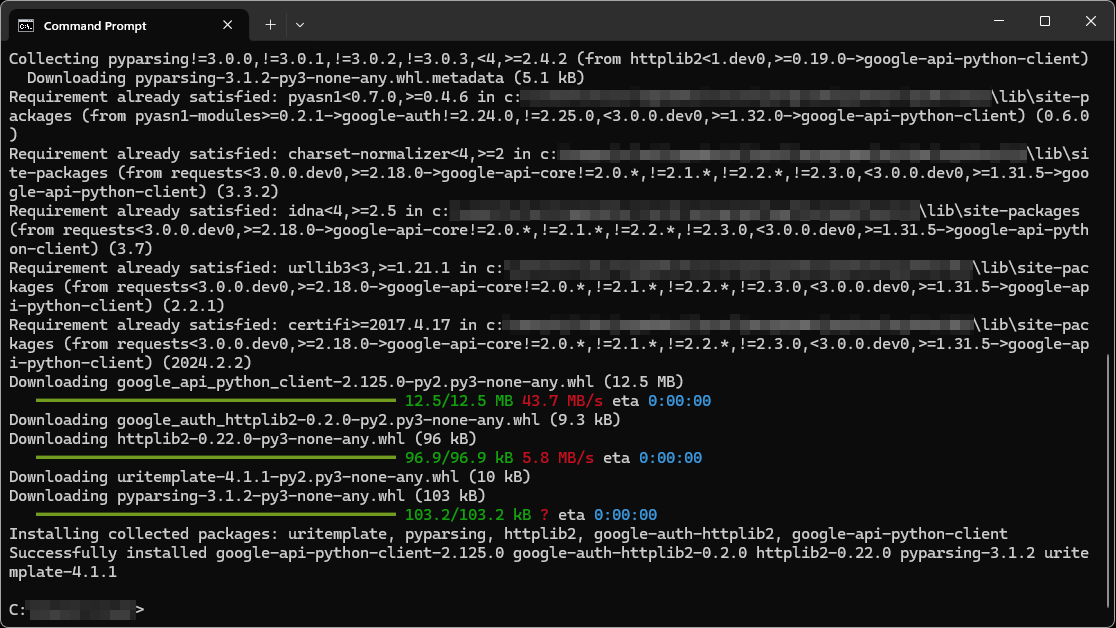 Command Prompt
Collecting pyparsing!=3.0.0,!=3.0.1,!=3.0.2,!=3.0.3,<4,>=2.4.2 (from httplib2<1.dev0,>=0.19.0->google-api-python-client)
  Downloading pyparsing-3.1.2-py3-none-any.whl.metadata (5.1 kB)
Requirement already satisfied: pyasn1<0.7.0,>=0.4.6 in c:\lib\site-p
ackages (from pyasn1-modules>=0.2.1->google-auth!=2.24.0,!=2.25.0,<3.0.0.dev0,>=1.32.0->google-api-python-client) (0.6.0
)
Requirement already satisfied: charset-normalizer<4,>=2 in c:\lib\si
te-packages (from requests<3.0.0.dev0,>=2.18.0->google-api-core!=2.0.*,!=2.1.*,!=2.2.*,!=2.3.0,<3.0.0.dev0,>=1.31.5->goo
gle-api-python-client) (3.3.2)
Requirement already satisfied: idna<4,>=2.5 in c:\lib\site-packages
(from requests<3.0.0.dev0,>=2.18.0->google-api-core!=2.0.*,!=2.1.*,!=2.2.*,!=2.3.0,<3.0.0.dev0,>=1.31.5->google-api-pyth
on-client) (3.7)
Requirement already satisfied: urllib3<3,>=1.21.1 in c:\lib\site-pac
kages (from requests<3.0.0.dev0,>=2.18.0->google-api-core!=2.0.*,!=2.1.*,!=2.2.*,!=2.3.0,<3.0.0.dev0,>=1.31.5->google-ap
i-python-client) (2.2.1)
Requirement already satisfied: certifi>=2017.4.17 in c:\lib\site-pac
kages (from requests<3.0.0.dev0,>=2.18.0->google-api-core!=2.0.*,!=2.1.*,!=2.2.*,!=2.3.0,<3.0.0.dev0,>=1.31.5->google-ap
i-python-client) (2024.2.2)
Downloading google_api_python_client-2.125.0-py2.py3-none-any.whl (12.5 MB)
12.5/12.5 MB 43.7 MB/s eta 0:00:00
Downloading google_auth_httplib2-0.2.0-py2.py3-none-any.whl (9.3 kB)
Downloading httplib2-0.22.0-py3-none-any.whl (96 kB)
96.9/96.9 kB 5.8 MB/s eta 0:00:00
Downloading uritemplate-4.1.1-py2.py3-none-any.whl (10 kB)
Downloading pyparsing-3.1.2-py3-none-any.whl (103 kB)
103.2/103.2 kB ? eta 0:00:00
Installing collected packages: uritemplate, pyparsing, httplib2, google-auth-httplib2, google-api-python-client
Successfully installed google-api-python-client-2.125.0 google-auth-httplib2-0.2.0 httplib2-0.22.0 pyparsing-3.1.2 urite
mplate-4.1.1
C:>